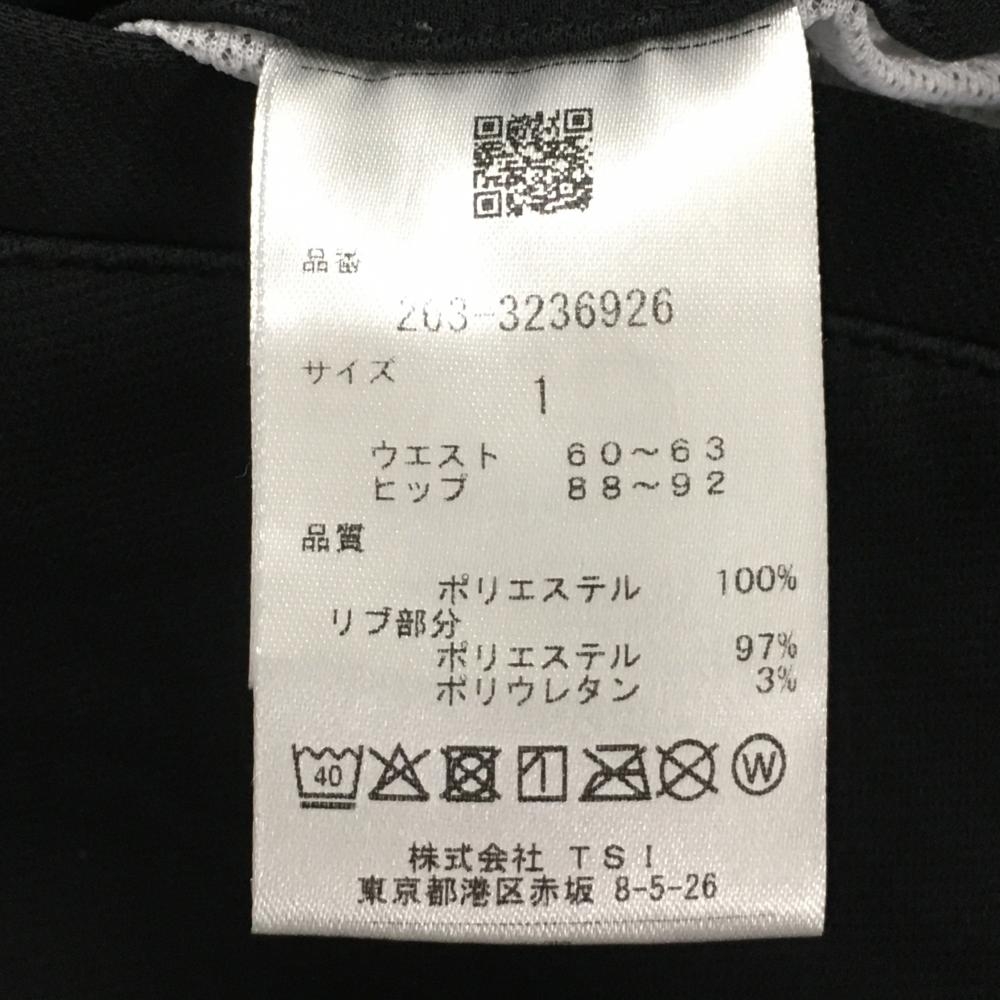 品番
203-3236926
サイズ
1
ウエスト 60～63
ヒップ 88～92
品質
ポリエステル 100%
リブ部分
ポリエステル 97%
ポリウレタン 3%
40
W
株式会社 TSI
東京都港区赤坂 8-5-26